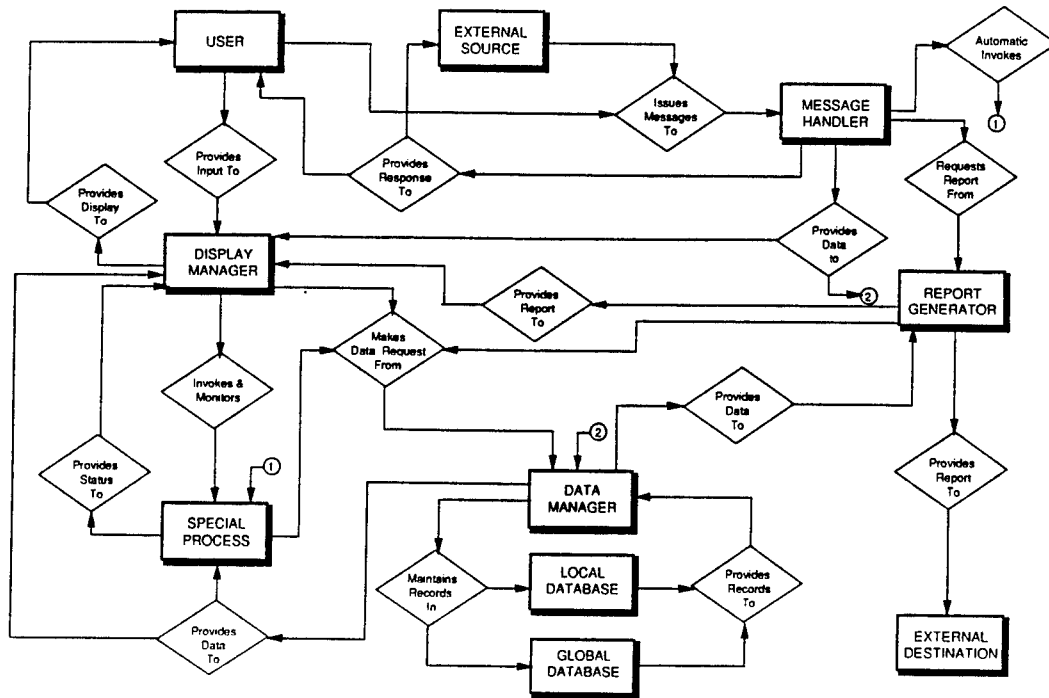 USER
EXTERNAL
SOURCE
Automatic
Invokes
Issues
Messages
To
MESSAGE
HANDLER
1
Provides
Input To
Provides
Response
To
Requests
Report
From
Provides
Display
To
Provides
Data
to
DISPLAY
MANAGER
Provides
Report
To
2
REPORT
GENERATOR
Makes
Data Request
From
Invokes &
Monitors
Provides
Data
To
2
Provides
Status
To
1
Provides
Report
To
SPECIAL
PROCESS
DATA
MANAGER
Maintains
Records
In
LOCAL
DATABASE
Provides
Records
To
Provides
Data
To
GLOBAL
DATABASE
EXTERNAL
DESTINATION